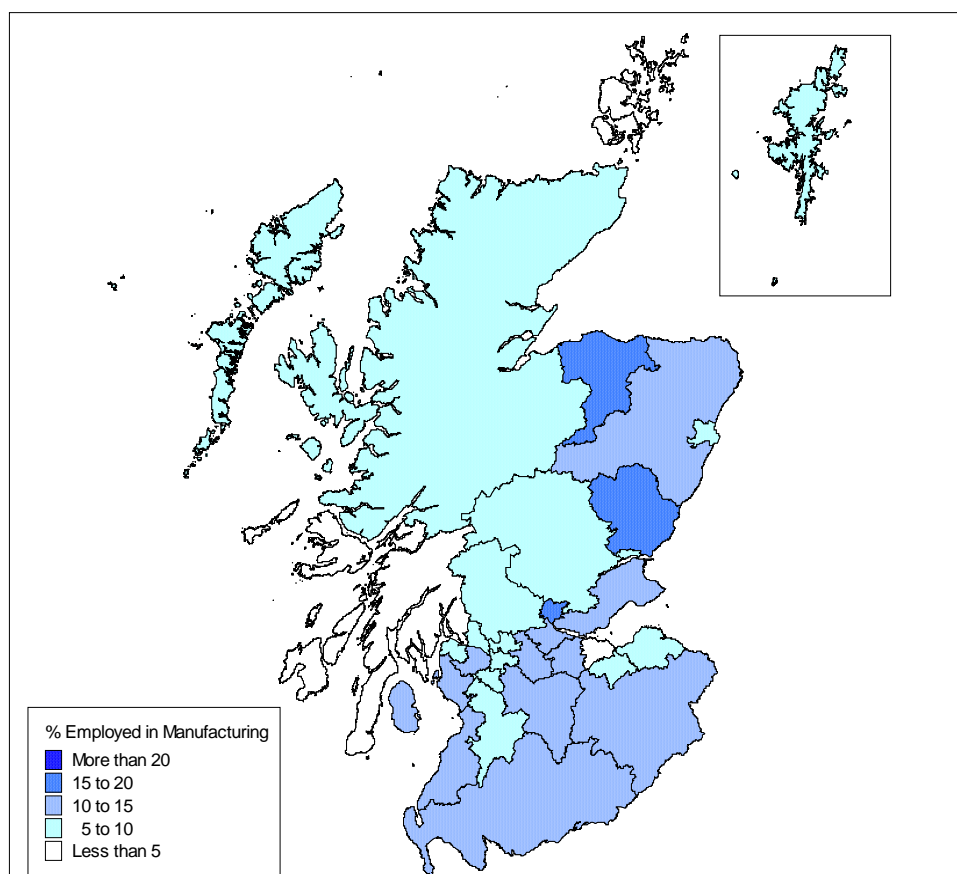 % Employed in Manufacturing
More than 20
15 to 20
10 to 15
5 to 10
Less than 5